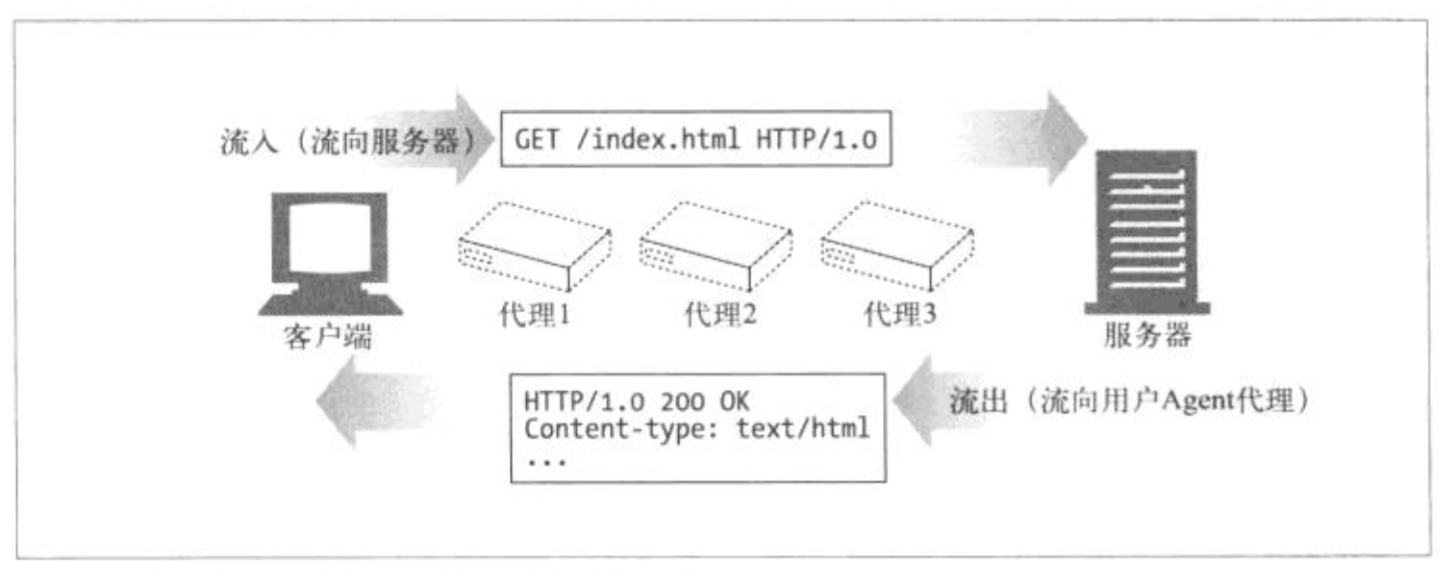 流入（流向服务器）
GET /index.html HTTP/1.0
代理1
代理2
代理3
客户端
服务器
HTTP/1.0 200 OK
Content-type: text/html
...
流出（流向用户Agent代理）